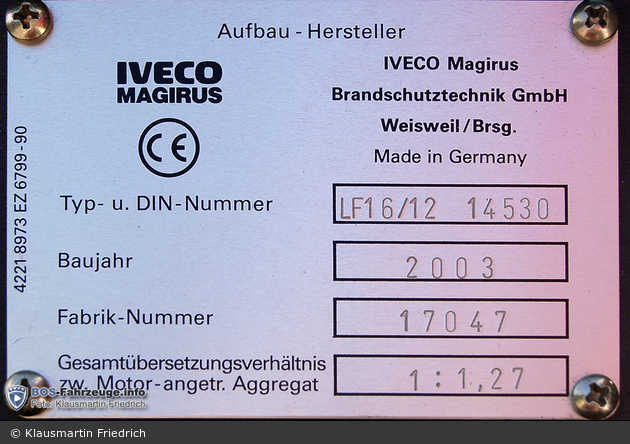 Aufbau - Hersteller
IVECO
MAGIRUS
CE
IVECO Magirus
Brandschutztechnik GmbH
Weisweil/Brsg.
Made in Germany
4221 8973 EZ 6799-90
Typ- u. DIN-Nummer LF16/12 14530
Baujahr 2003
Fabrik-Nummer 17047
Gesamtübersetzungsverhältnis
zw. Motor-angetr. Aggregat 1:1,27
BOS-Fahrzeuge.info
Foto: Klausmartin Friedrich
© Klausmartin Friedrich